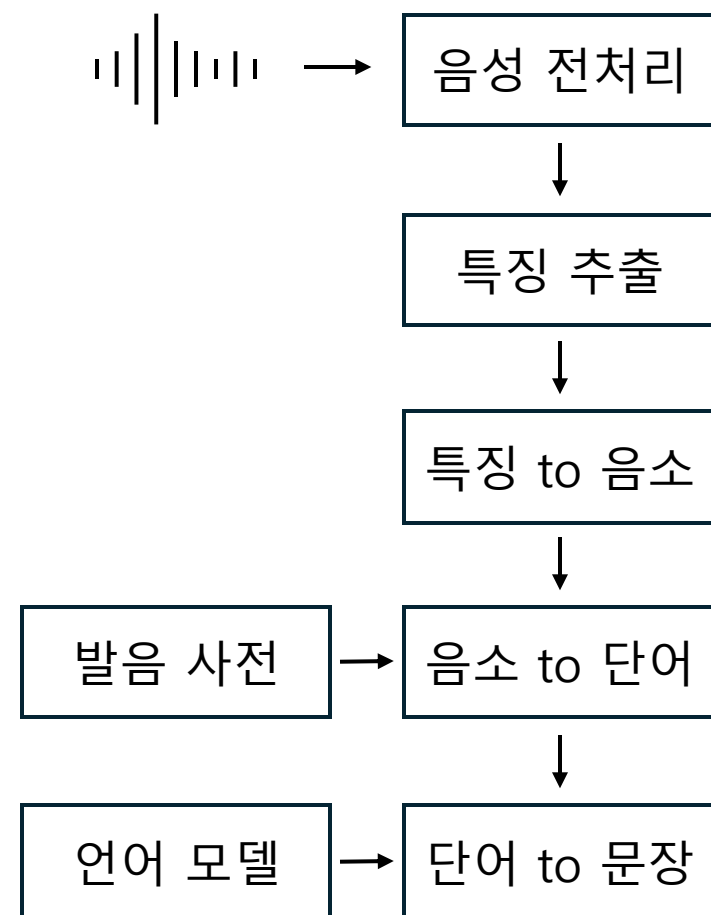 음성 전처리
특징 추출
특징 to 음소
발음 사전
음소 to 단어
언어 모델
단어 to 문장